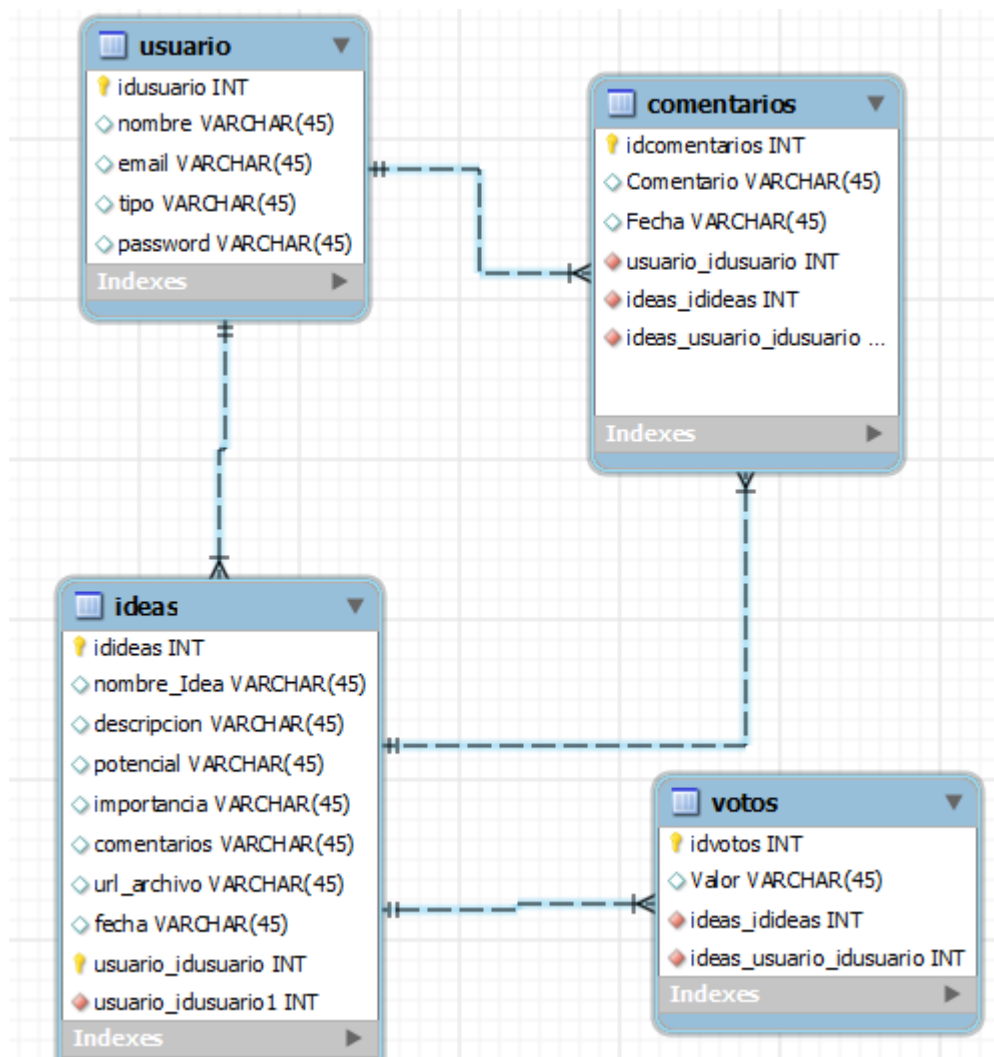 usuario
idusuario INT
nombre VARCHAR(45)
email VARCHAR(45)
tipo VARCHAR(45)
password VARCHAR(45)
Indexes
comentarios
idcomentarios INT
Comentario VARCHAR(45)
Fecha VARCHAR(45)
usuario_idusuario INT
ideas_idideas INT
ideas_usuario_idusuario ...
Indexes
ideas
idideas INT
nombre_Idea VARCHAR(45)
descripcion VARCHAR(45)
potencial VARCHAR(45)
importancia VARCHAR(45)
comentarios VARCHAR(45)
url_archivo VARCHAR(45)
fecha VARCHAR(45)
usuario_idusuario INT
usuario_idusuario1 INT
Indexes
votos
idvotos INT
Valor VARCHAR(45)
ideas_idideas INT
ideas_usuario_idusuario INT
Indexes